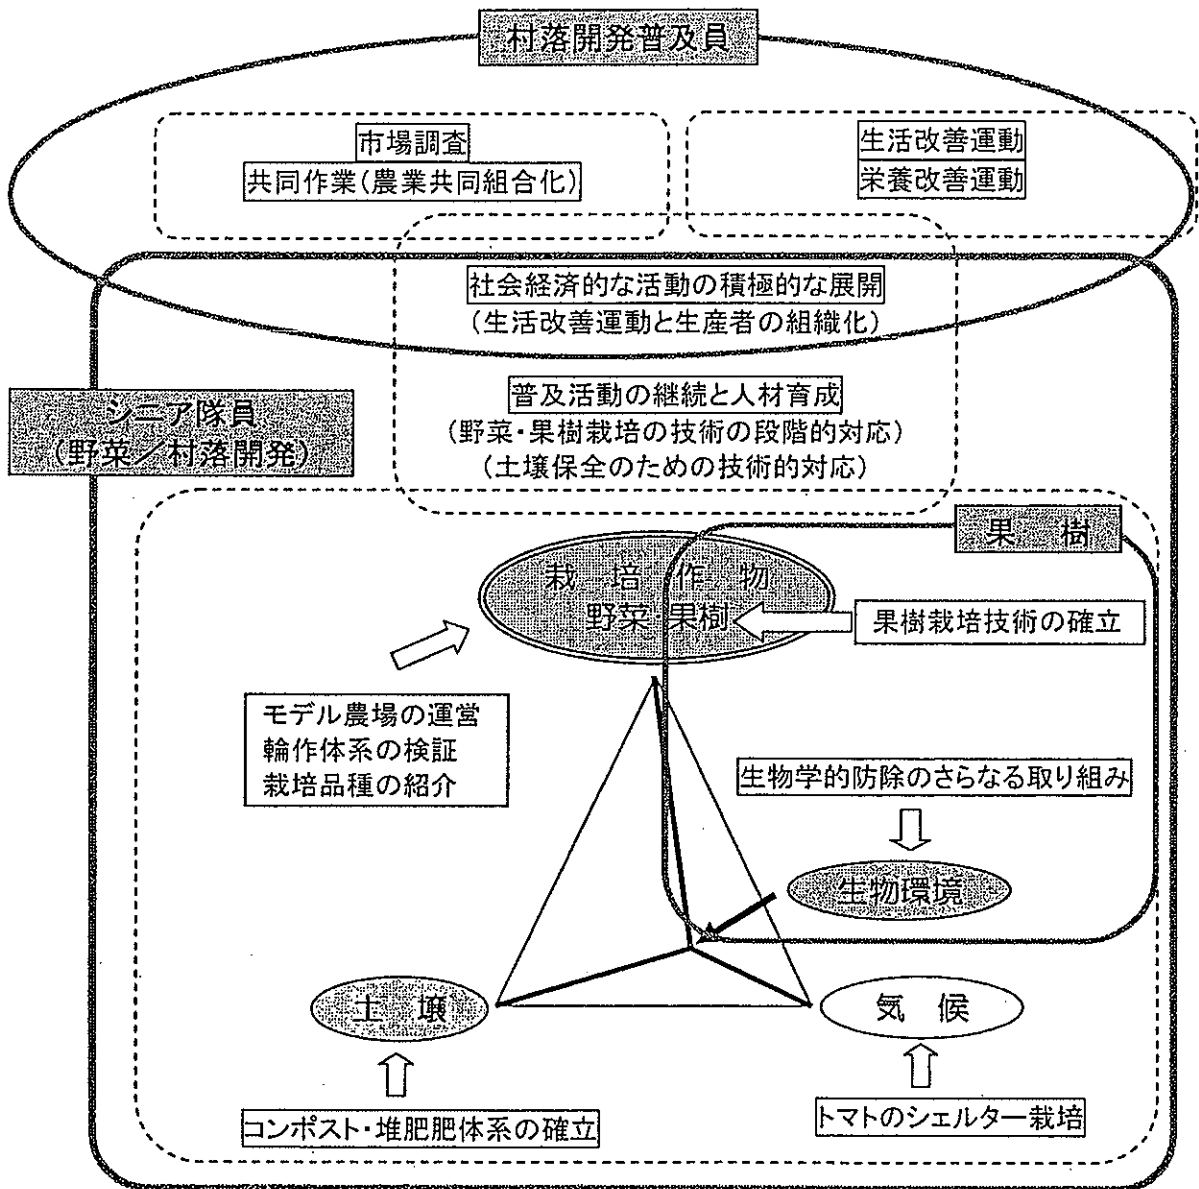 村落開発普及員
市場調査
共同作業(農業共同組合化)
生活改善運動
栄養改善運動
社会経済的な活動の積極的な展開
(生活改善運動と生産者の組織化)
シニア隊員
(野菜/村落開発)
普及活動の継続と人材育成
(野菜・果樹栽培の技術の段階的対応)
(土壌保全のための技術的対応)
果 樹
栽 培 作 物
野菜 果樹
果樹栽培技術の確立
モデル農場の運営
輪作体系の検証
栽培品種の紹介
生物学的防除のさらなる取り組み
生物環境
土 壌
気 候
コンポスト・堆肥肥体系の確立
トマトのシェルター栽培